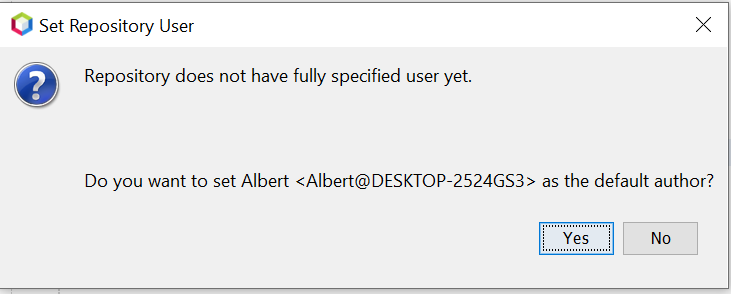 Set Repository User
Repository does not have fully specified user yet.
Do you want to set Albert <Albert@DESKTOP-2524GS3> as the default author?
Yes
No